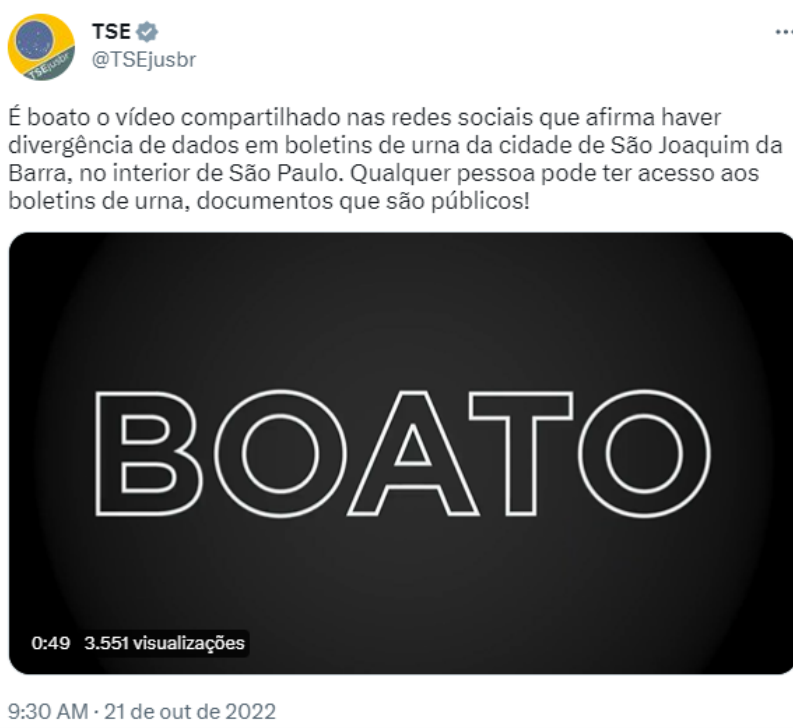 TSE
@TSEjusbr
TSEjusbr
É boato o vídeo compartilhado nas redes sociais que afirma haver
divergência de dados em boletins de urna da cidade de São Joaquim da
Barra, no interior de São Paulo. Qualquer pessoa pode ter acesso aos
boletins de urna, documentos que são públicos!
BOATO
0:49 3.551 visualizações
9:30 AM · 21 de out de 2022